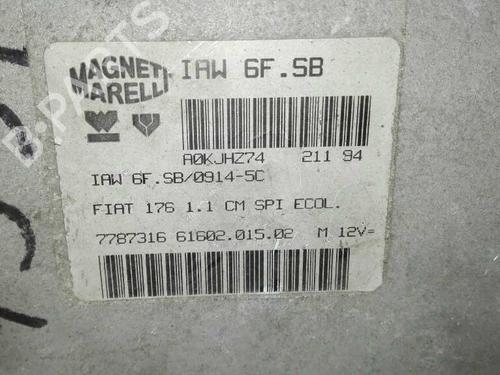 MAGNETI
MARELLI
IAW 6F.SB
A0KJHZ74 211 94
IAW 6F.SB/0914-5C
FIAT 176 1.1 CM SPI ECOL.
7787316 61602.015.02 M 12V=
B-PARTS